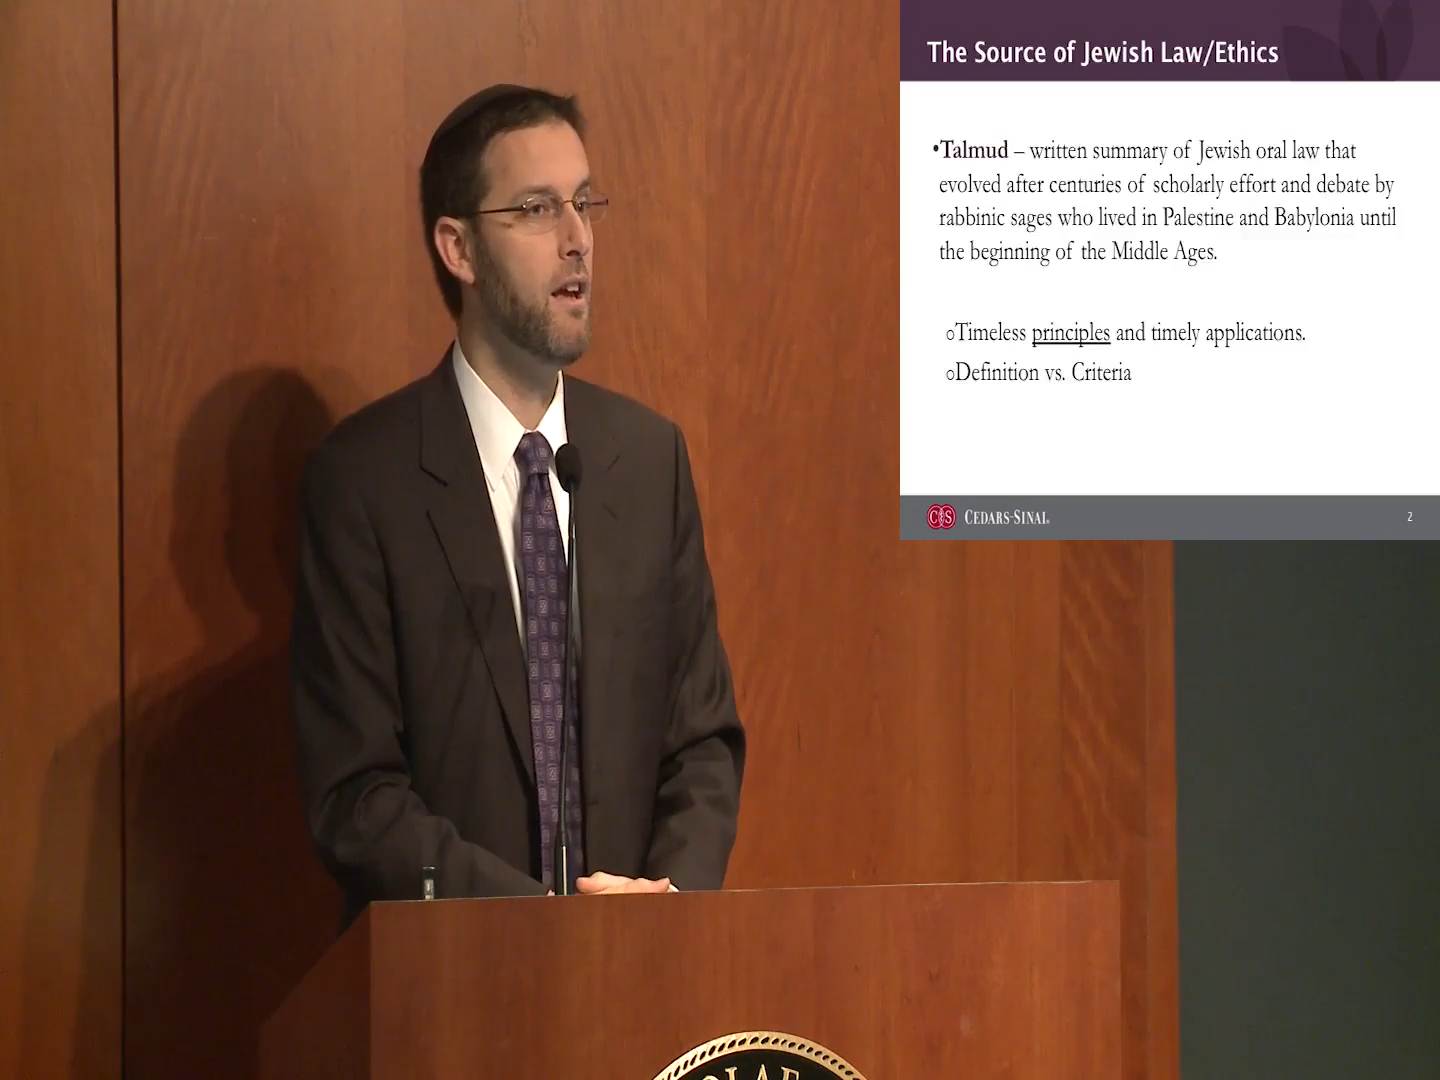 The Source of Jewish Law/Ethics
•Talmud – written summary of Jewish oral law that
evolved after centuries of scholarly effort and debate by
rabbinic sages who lived in Palestine and Babylonia until
the beginning of the Middle Ages.
oTimeless principles and timely applications.
oDefinition vs. Criteria
CS CEDARS-SINAI®
2